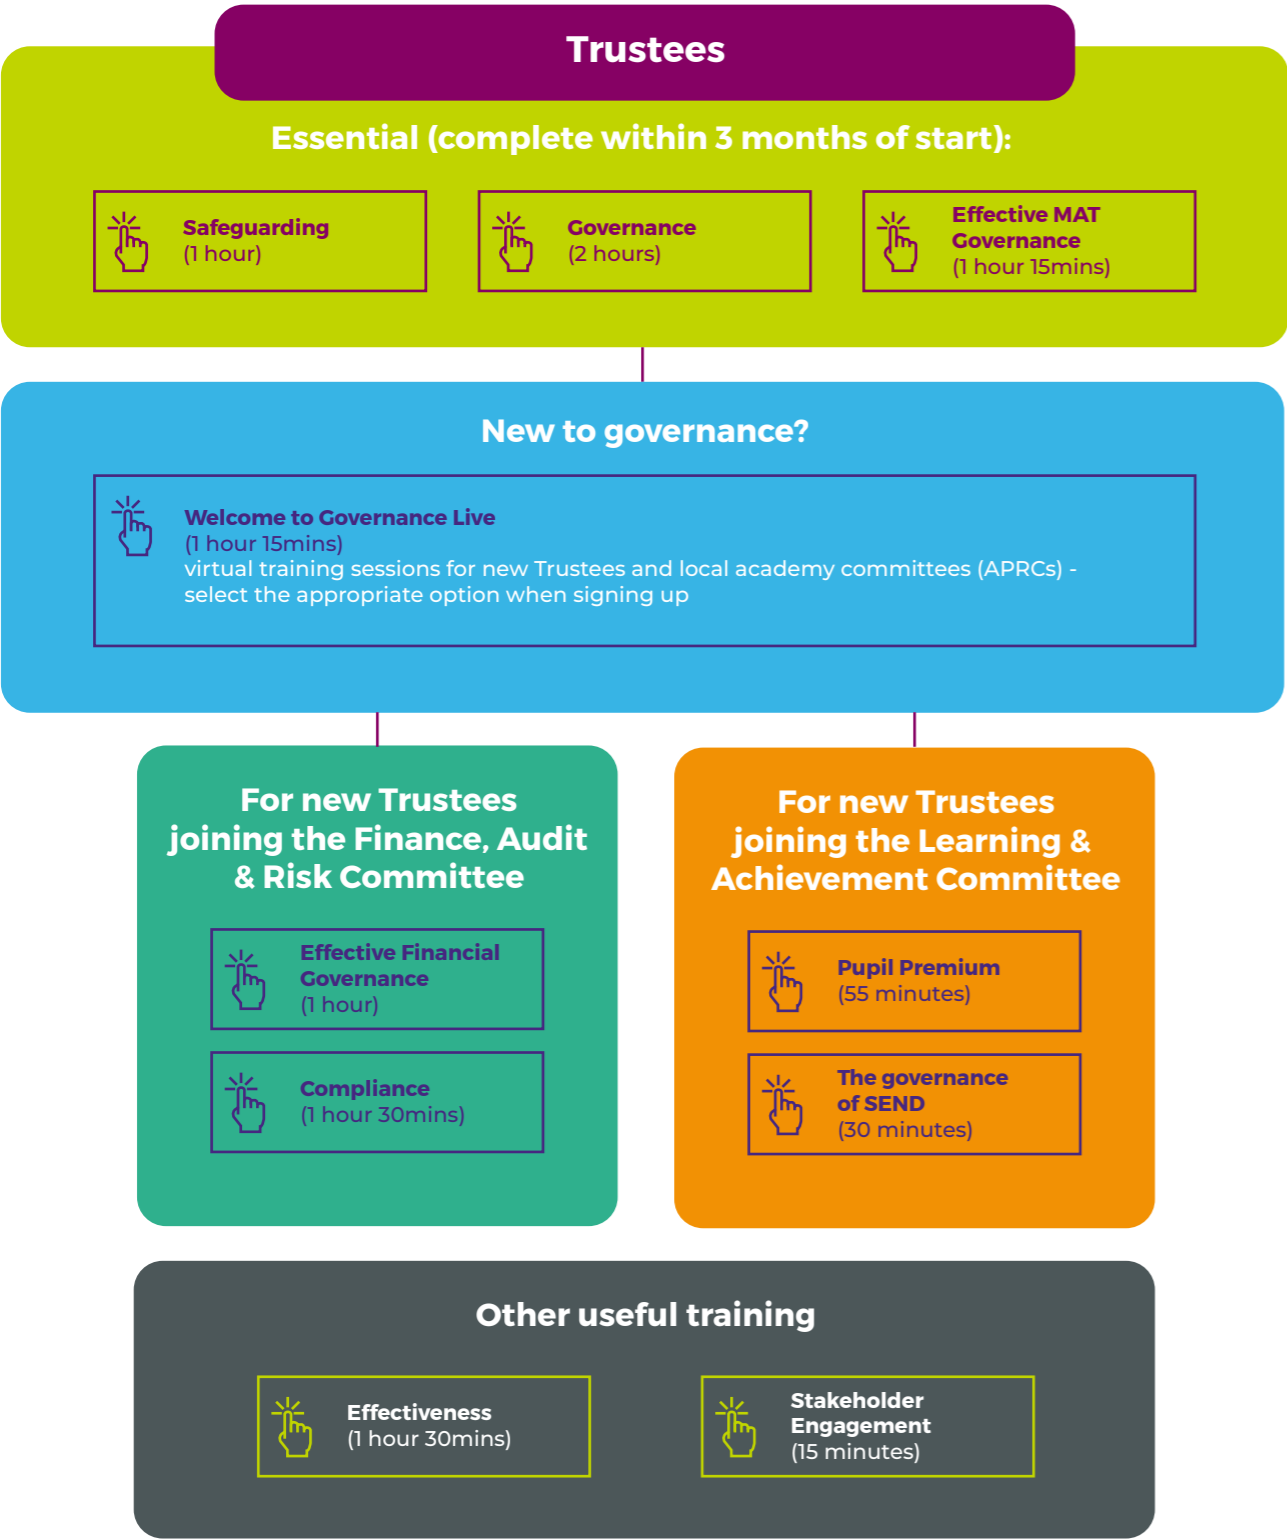 Trustees
Essential (complete within 3 months of start):
Safeguarding
(1 hour)
Governance
(2 hours)
Effective MAT
Governance
(1 hour 15mins)
New to governance?
Welcome to Governance Live
(1 hour 15mins)
virtual training sessions for new Trustees and local academy committees (APRCs) -
select the appropriate option when signing up
For new Trustees
joining the Finance, Audit
& Risk Committee
Effective Financial
Governance
(1 hour)
Compliance
(1 hour 30mins)
For new Trustees
joining the Learning &
Achievement Committee
Pupil Premium
(55 minutes)
The governance
of SEND
(30 minutes)
Other useful training
Effectiveness
(1 hour 30mins)
Stakeholder
Engagement
(15 minutes)